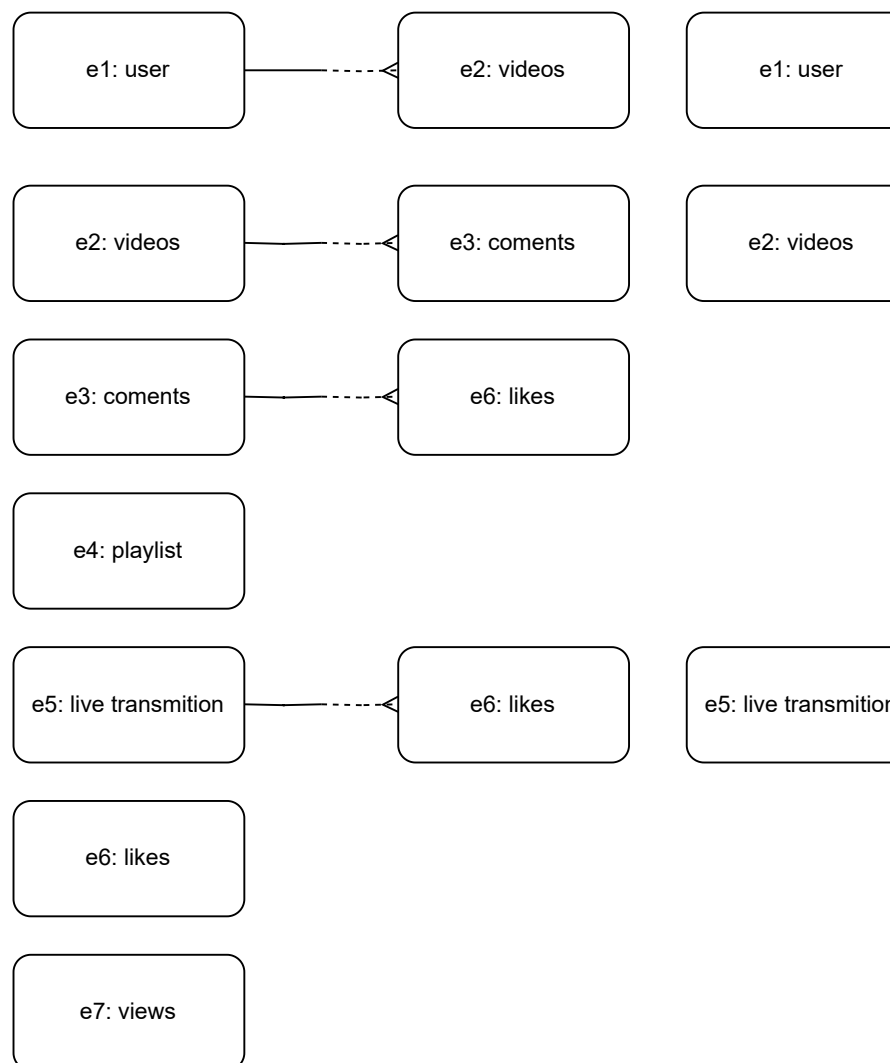 e1: user
e2: videos
e1: user
e2: videos
e3: coments
e2: videos
e3: coments
e6: likes
e4: playlist
e5: live transmition
e6: likes
e5: live transmition
e6: likes
e7: views